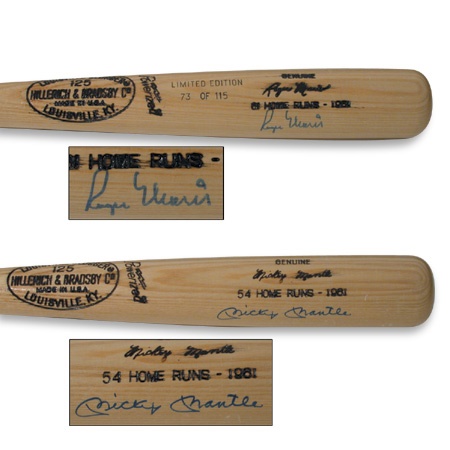 125
HILLERICH & BRADSBY Co
MADE IN U.S.A.
LOUISVILLE, KY.
Powerized
LIMITED EDITION
73 OF 115
GENUINE
Roger Maris
61 HOME RUNS - 1961
Roger Maris
61 HOME RUNS -
Roger Maris
125
HILLERICH & BRADSBY Co
MADE IN U.S.A.
LOUISVILLE, KY.
Powerized
GENUINE
Mickey Mantle
54 HOME RUNS - 1961
Mickey Mantle
Mickey Mantle
54 HOME RUNS - 1961
Mickey Mantle